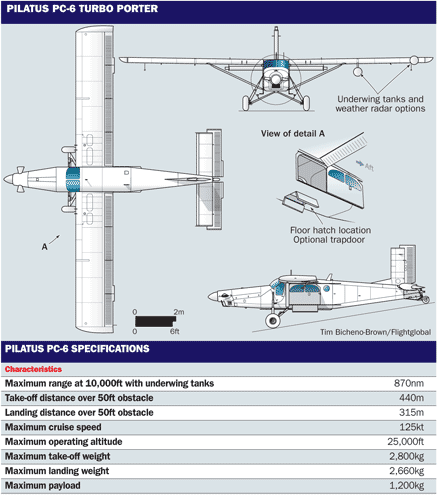 PILATUS PC-6 TURBO PORTER
Underwing tanks and
weather radar options
View of detail A
Aft
Floor hatch location
Optional trapdoor
A
0 2m
0 6ft
Tim Bicheno-Brown/Flightglobal
PILATUS PC-6 SPECIFICATIONS
Characteristics
Maximum range at 10,000ft with underwing tanks 870nm
Take-off distance over 50ft obstacle 440m
Landing distance over 50ft obstacle 315m
Maximum cruise speed 125kt
Maximum operating altitude 25,000ft
Maximum take-off weight 2,800kg
Maximum landing weight 2,660kg
Maximum payload 1,200kg